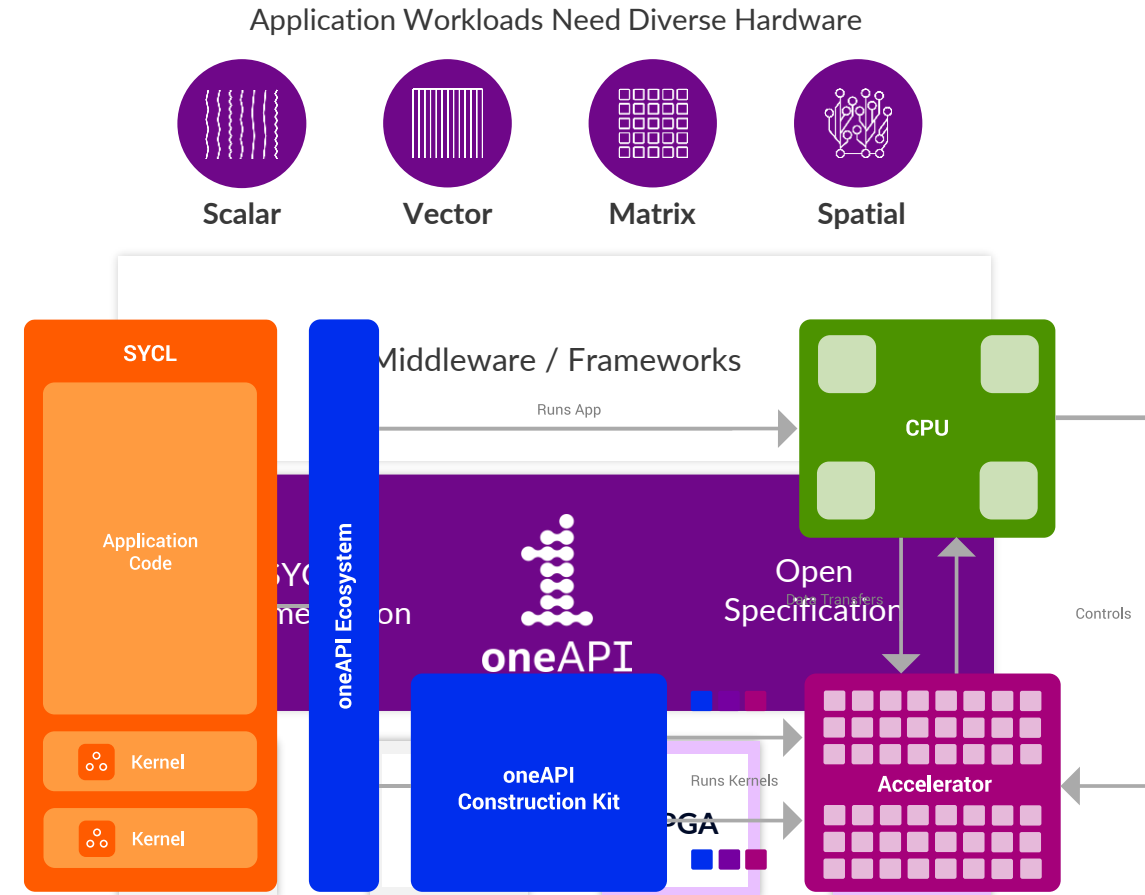 Application Workloads Need Diverse Hardware
Scalar
Vector
Matrix
Spatial
SYCL
Middleware / Frameworks
Runs App
CPU
Application
Code
oneAPI Ecosystem
Open
Specification
Data Transfers
oneAPI
Controls
Kernel
Kernel
oneAPI
Construction Kit
Runs Kernels
Accelerator